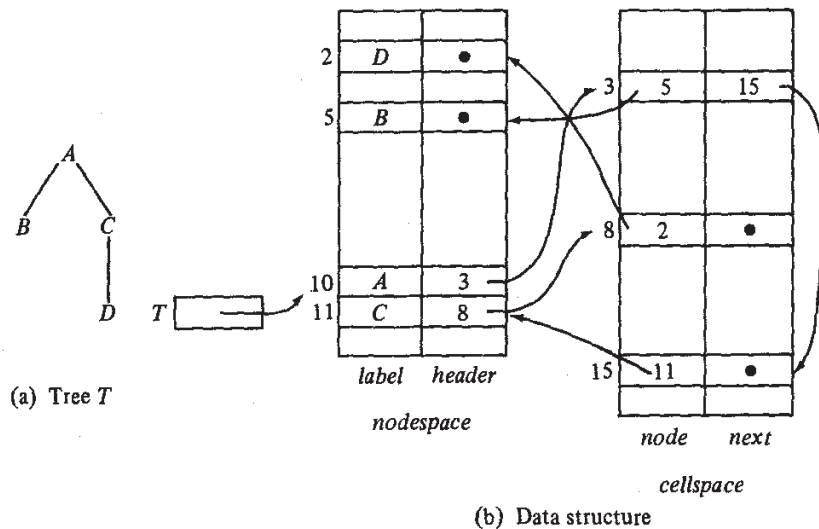 A
B C
D
T
(a) Tree T
2 D •
5 B •
10 A 3
11 C 8
label header
nodespace
3 5 15
8 2 •
15 11 •
node next
cellspace
(b) Data structure